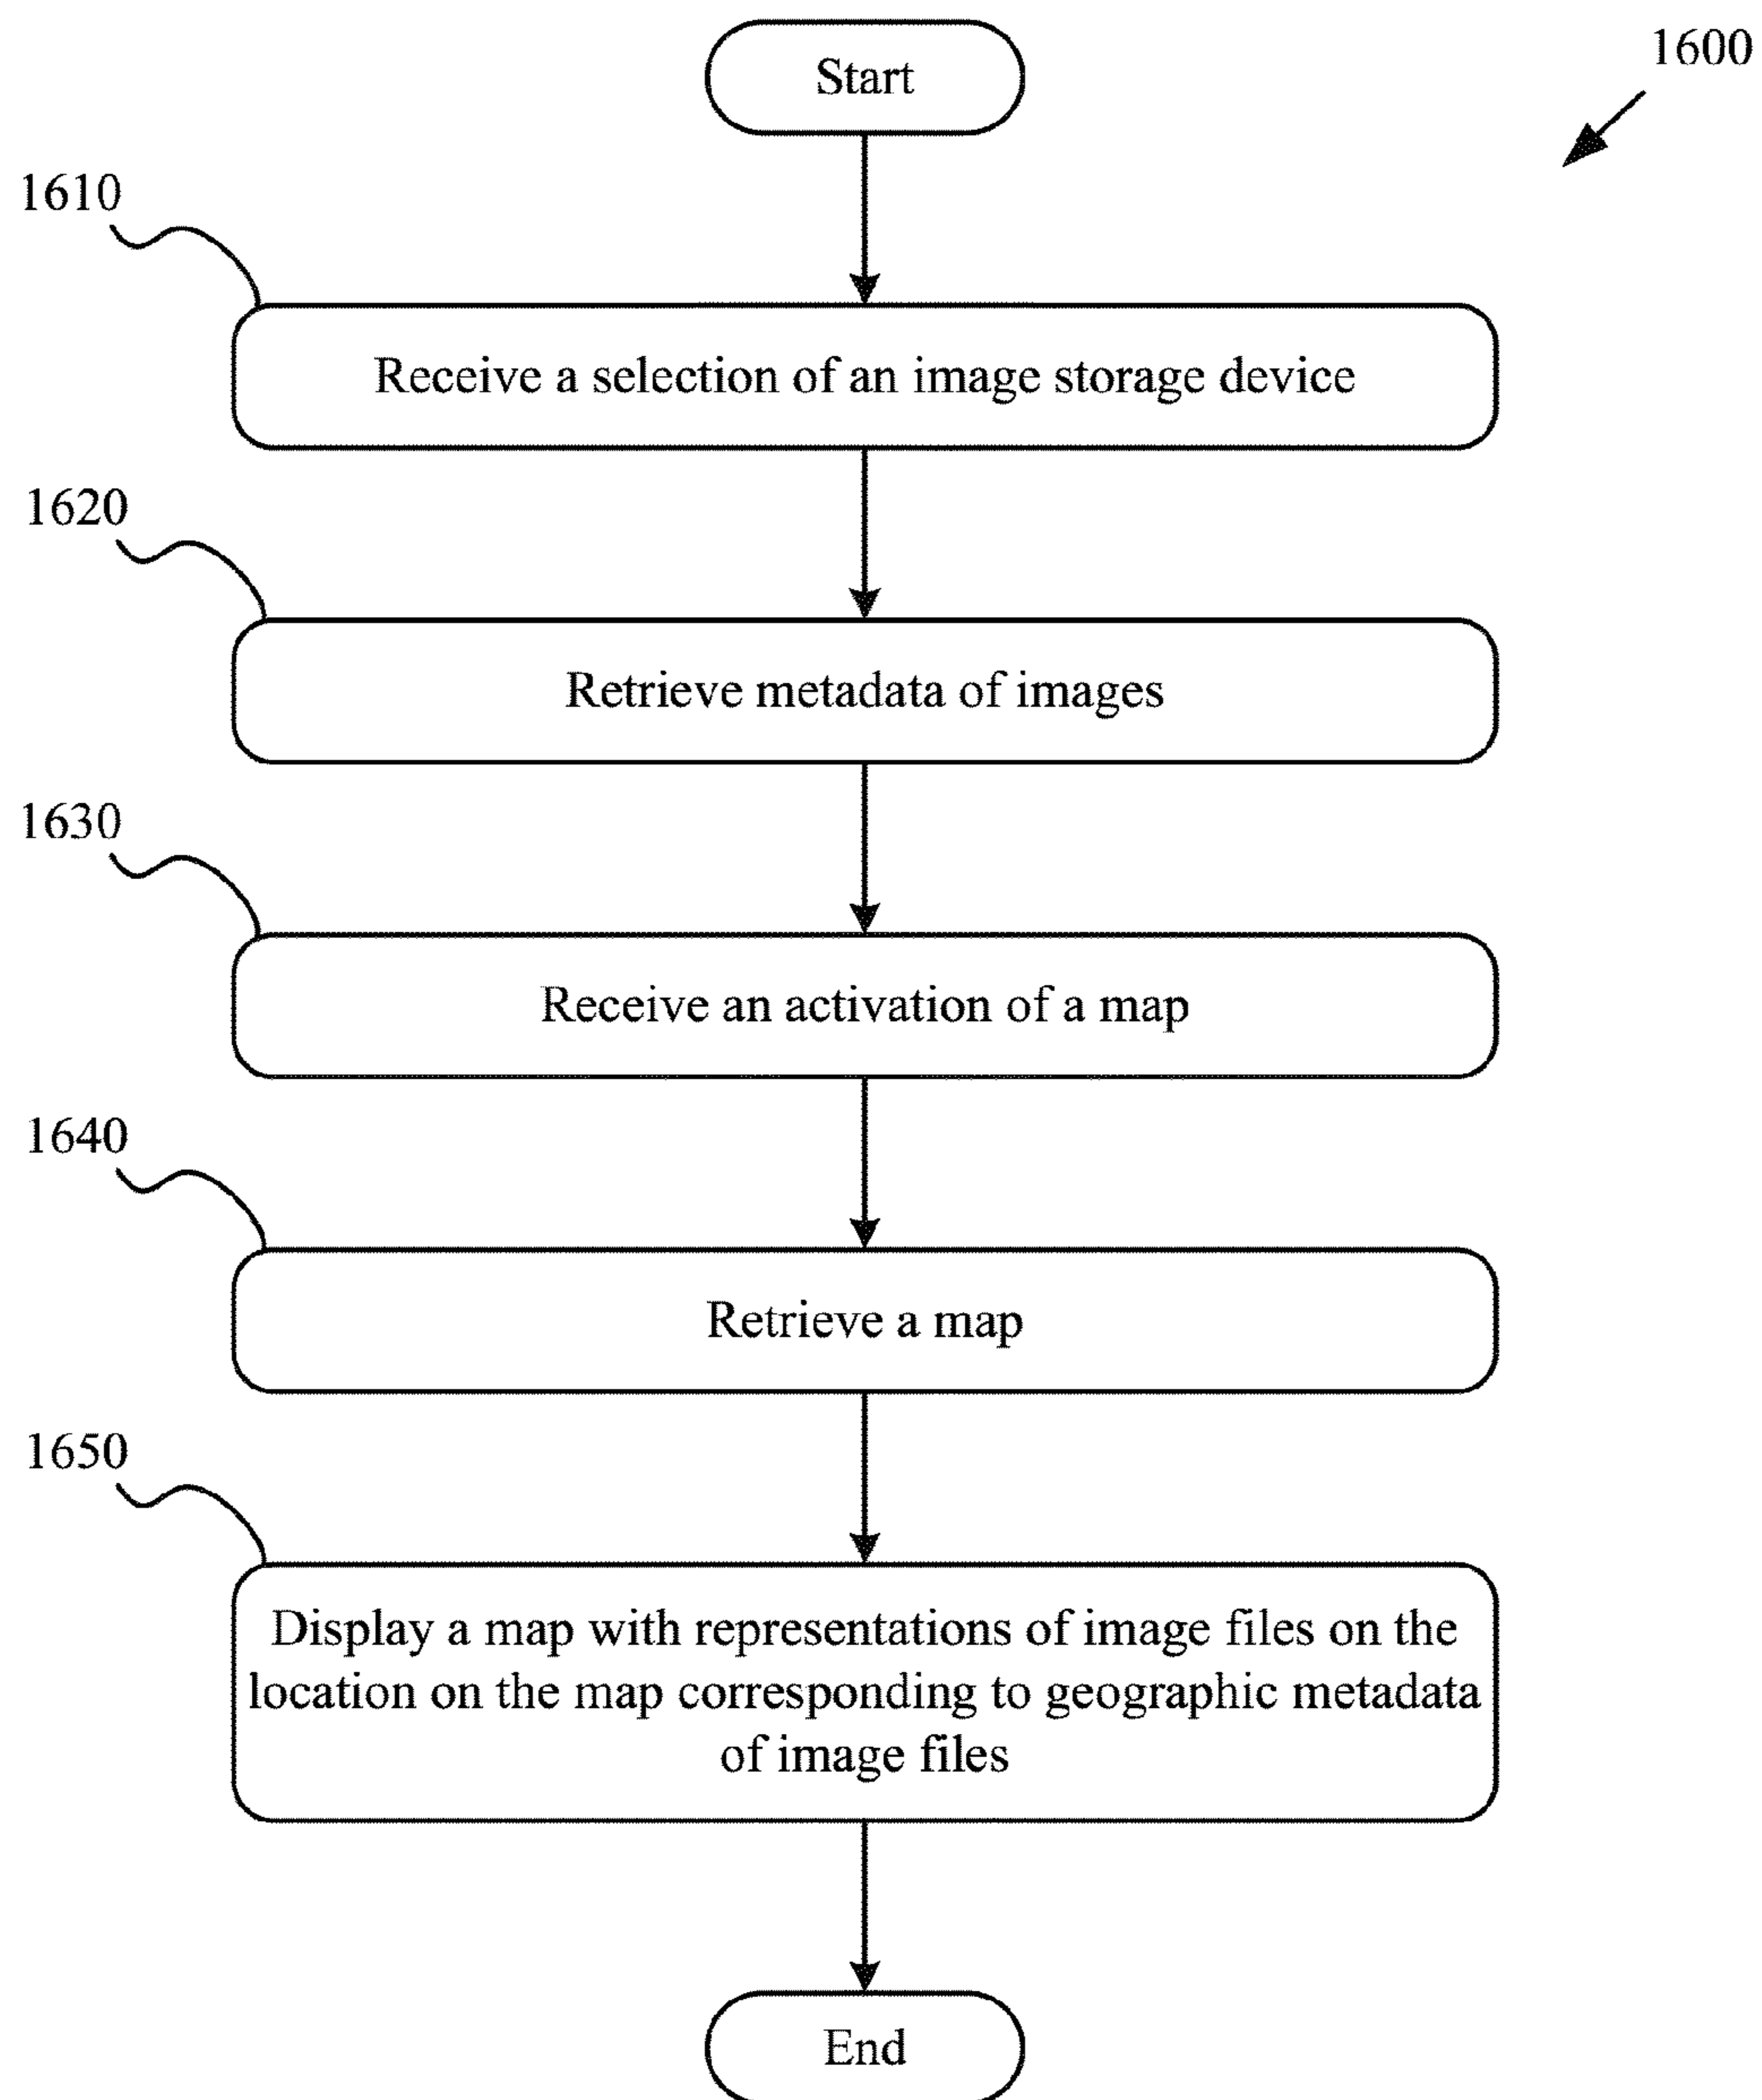 Start
1600
1610
Receive a selection of an image storage device
1620
Retrieve metadata of images
1630
Receive an activation of a map
1640
Retrieve a map
1650
Display a map with representations of image files on the
location on the map corresponding to geographic metadata
of image files
End